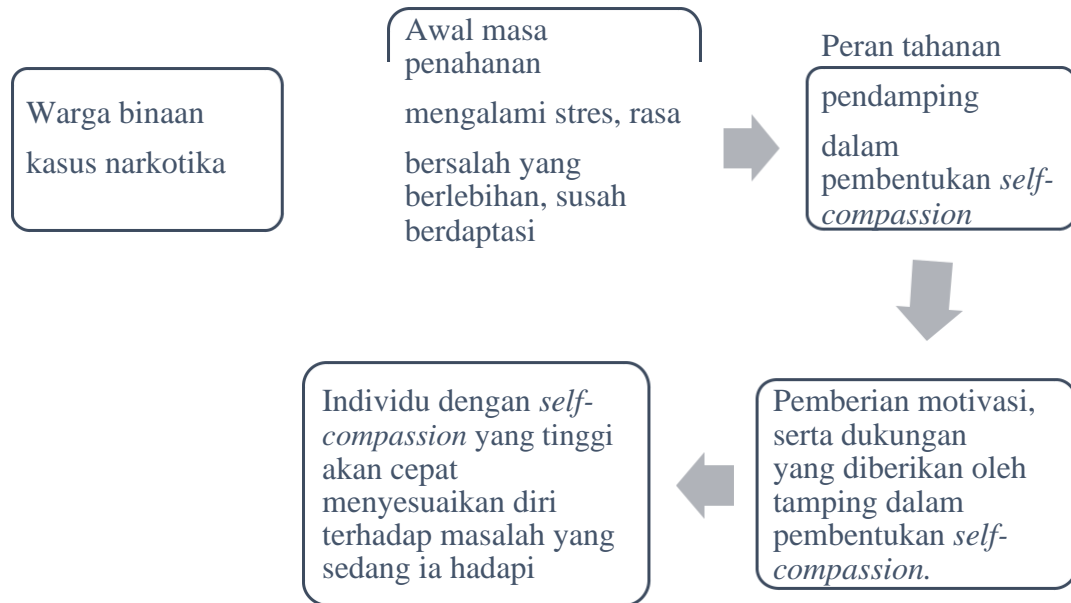 Warga binaan
kasus narkotika
Awal masa
penahanan
mengalami stres, rasa
bersalah yang
berlebihan, susah
berdaptasi
Peran tahanan
pendamping
dalam
pembentukan self-
compassion
Pemberian motivasi,
serta dukungan
yang diberikan oleh
tamping dalam
pembentukan self-
compassion.
Individu dengan self-
compassion yang tinggi
akan cepat
menyesuaikan diri
terhadap masalah yang
sedang ia hadapi